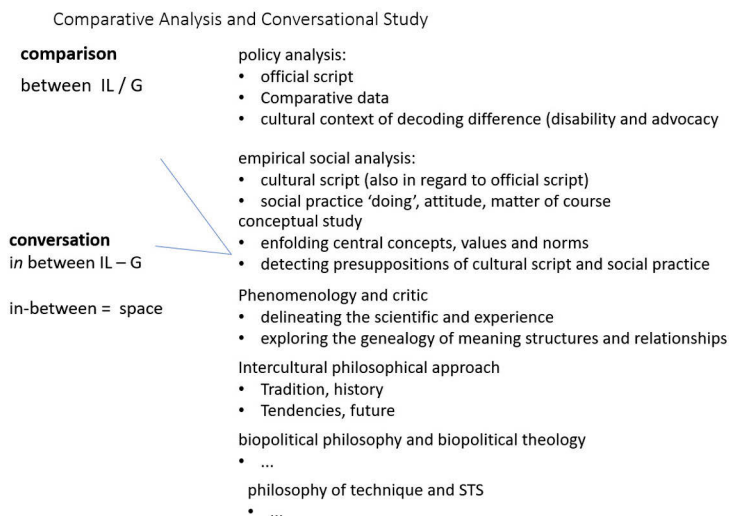 Comparative Analysis and Conversational Study
comparison
between IL / G
policy analysis:
• official script
• Comparative data
• cultural context of decoding difference (disability and advocacy
empirical social analysis:
• cultural script (also in regard to official script)
• social practice ‘doing’, attitude, matter of course
conceptual study
• enfolding central concepts, values and norms
• detecting presuppositions of cultural script and social practice
conversation
in between IL – G
in-between = space
Phenomenology and critic
• delineating the scientific and experience
• exploring the genealogy of meaning structures and relationships
Intercultural philosophical approach
• Tradition, history
• Tendencies, future
biopolitical philosophy and biopolitical theology
• ...
philosophy of technique and STS
• ...